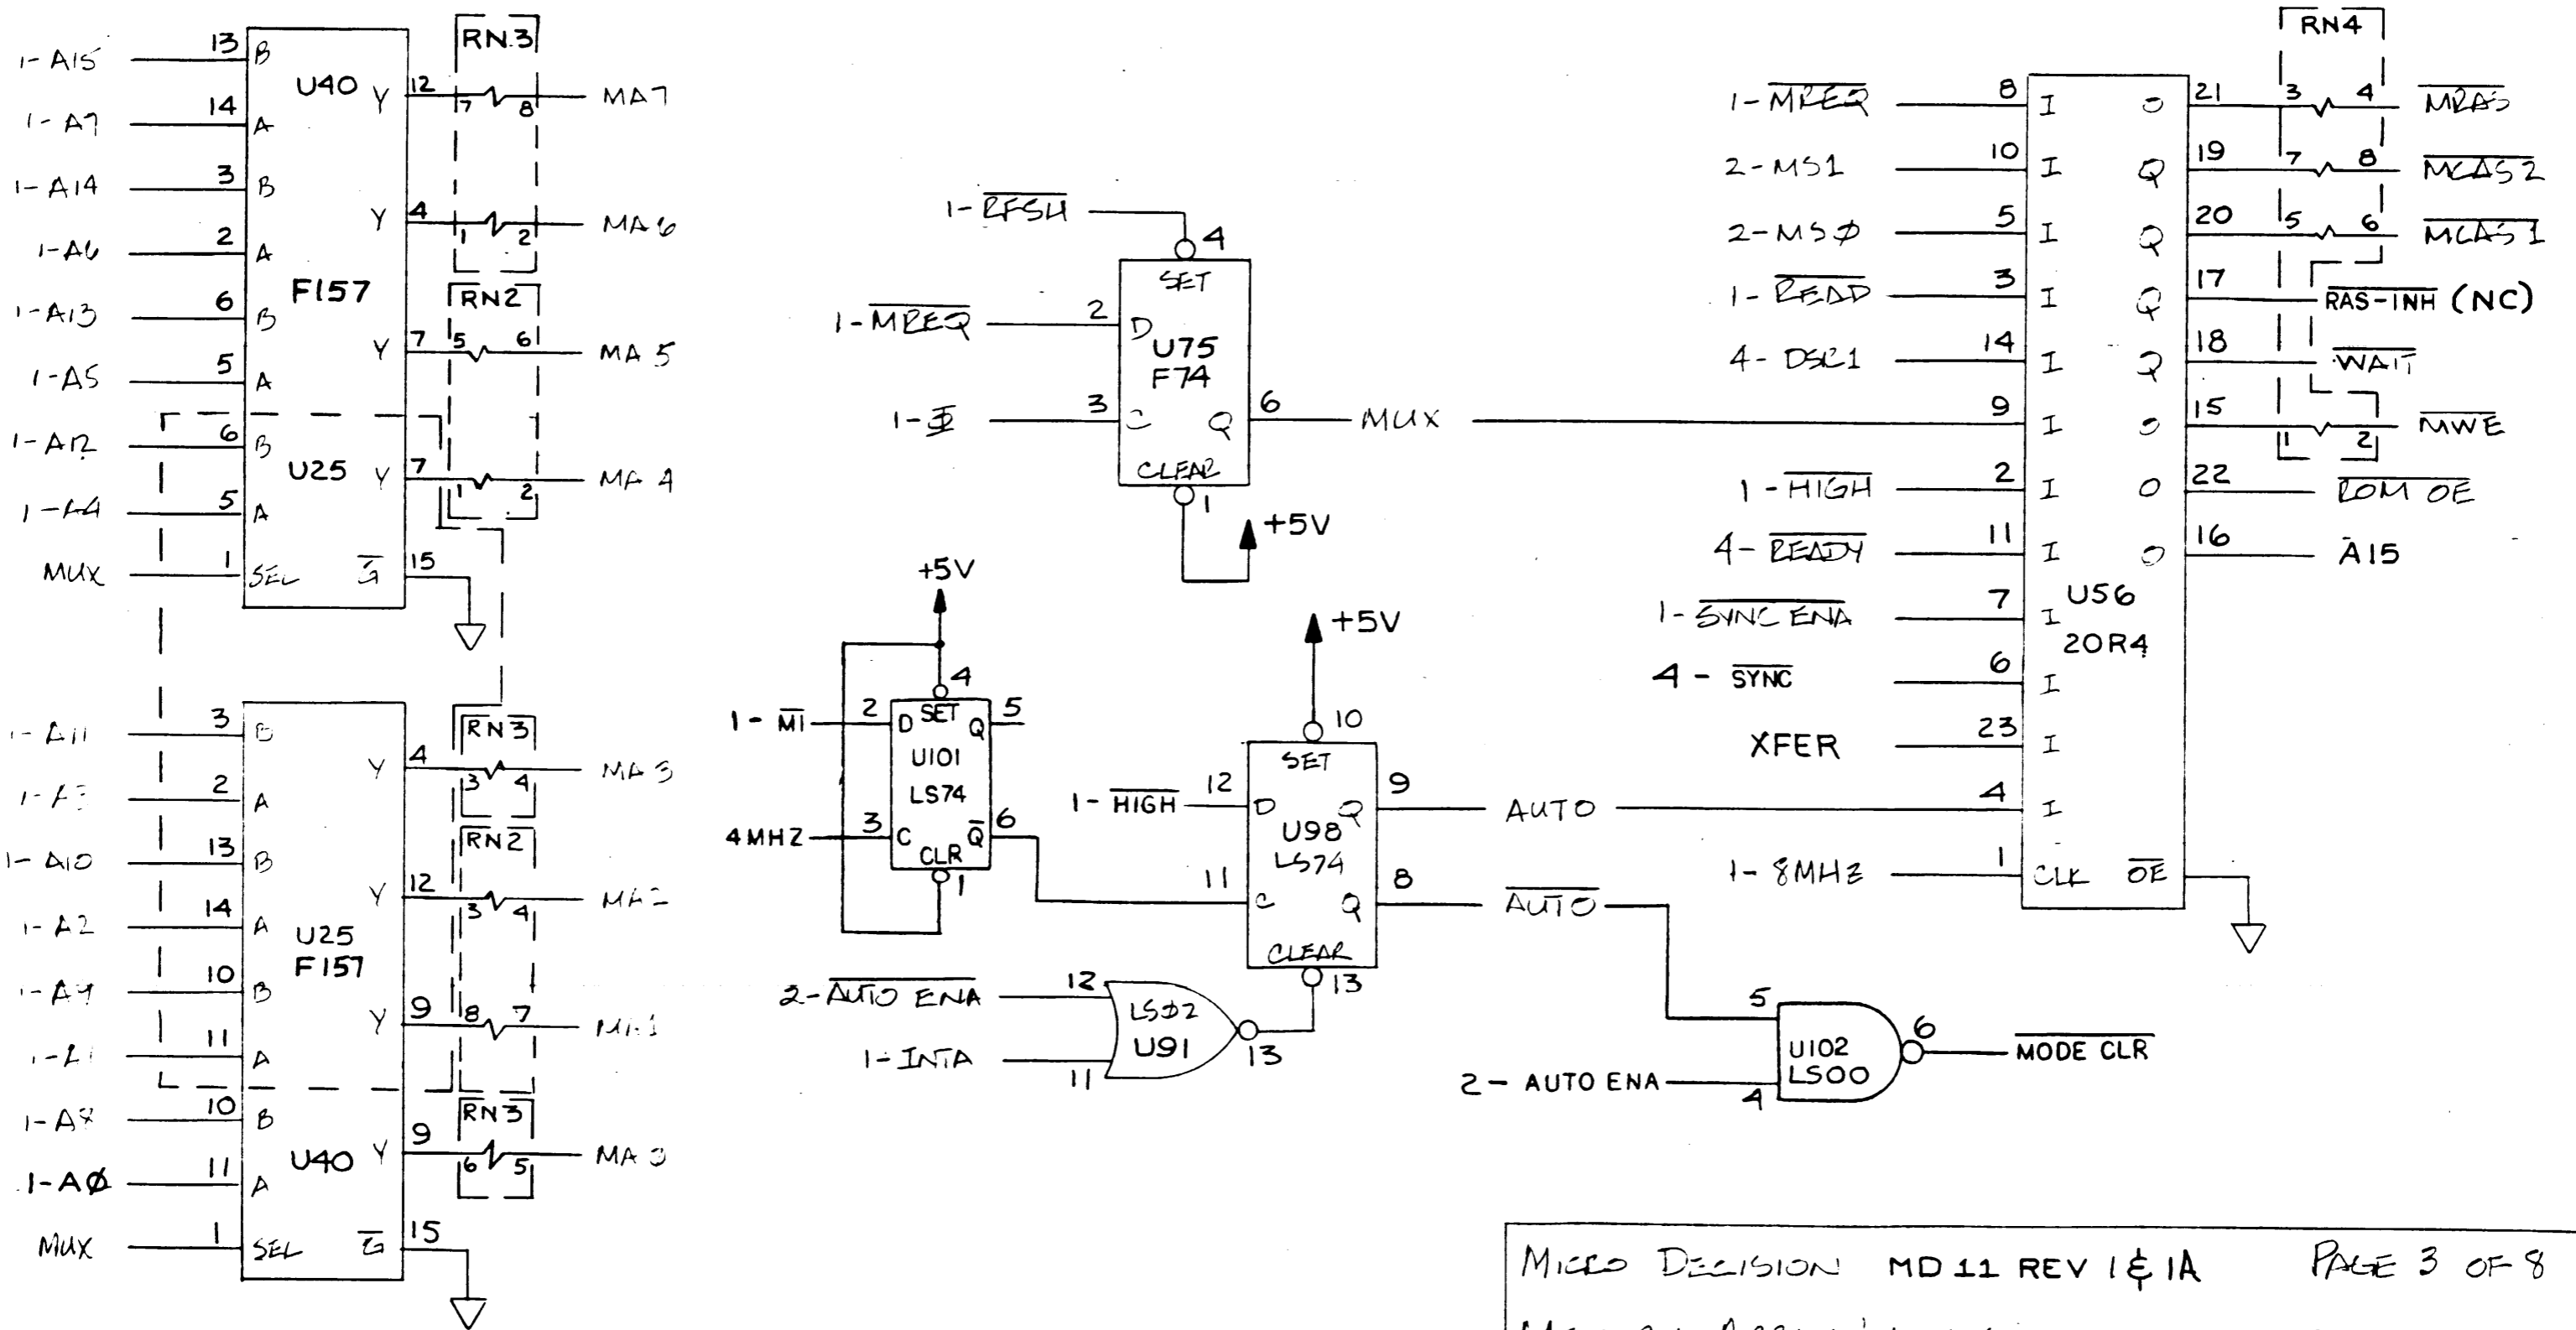 1-A15 13 B
1-A7 14 A
1-A14 3 B
1-A6 2 A
1-A13 6 B
1-A5 5 A
1-A12 6 B
1-A4 5 A
MUX 1 SEL G 15
U40
F157
U25
Y 12 7 8 MA7
Y 4 1 2 MA6
Y 7 5 6 MA5
Y 7 1 2 MA4
RN3
RN2
1-A11 3 B
1-A3 2 A
1-A10 13 B
1-A2 14 A
1-A9 10 B
1-A1 11 A
1-A8 10 B
1-AØ 11 A
MUX 1 SEL G 15
U25
F157
U40
RN3
Y 4 3 4 MA3
RN2
Y 12 3 4 MA2
Y 9 8 7 MA1
RN3
Y 9 6 5
1-RFSH 4
SET
1-MREQ 2 D
U75
F74
1-Φ 3 C Q 6 MUX
CLEAR
1
+5V
+5V
4
1-M1 2 D SET Q 5
U101
LS74
4MHZ 3 C Q 6
CLR
1
+5V
10
SET
1-HIGH 12 D Q 9 AUTO
U98
LS74
11 C Q 8 AUTO
CLEAR
13
2-AUTO ENA 12
LSØ2
U91
1-INTA 11
13
5
U102
LS00
6 MODE CLR
2-AUTO ENA 4
RN4
1-MREQ 8 I
2-MS1 10 I
2-MSØ 5 I
1-READ 3 I
4-DSR1 14 I
9 I
1-HIGH 2 I
4-READY 11 I
1-SYNC ENA 7 I
4-SYNC 6 I
XFER 23 I
4 I
1-8MHZ 1 CLK OE
U56
20R4
O 21 3 4 MRAS
Q 19 7 8 MCAS2
Q 20 5 6 MCAS1
Q 17 RAS-INH (NC)
Q 18 WAIT
O 15 1 2 MWE
O 22 ROM OE
O 16 A15
MICRO DECISION MD11 REV 1 & 1A PAGE 3 OF 8